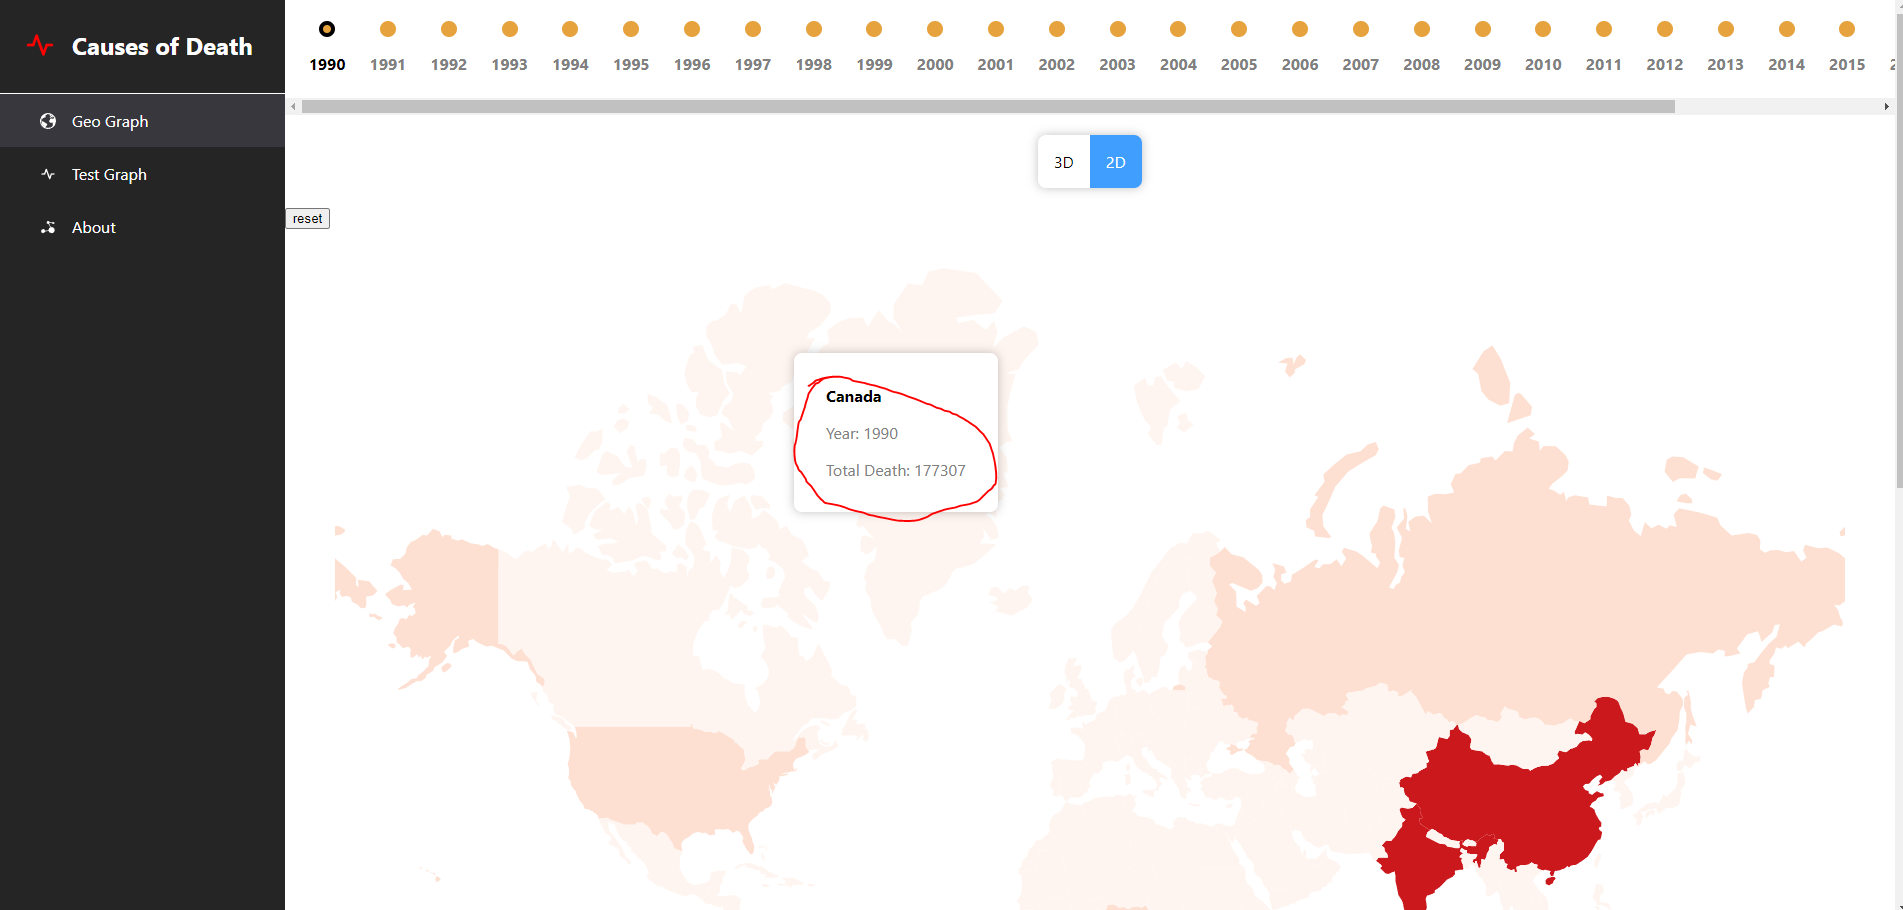 Causes of Death
Geo Graph
Test Graph
About
1990 1991 1992 1993 1994 1995 1996 1997 1998 1999 2000 2001 2002 2003 2004 2005 2006 2007 2008 2009 2010 2011 2012 2013 2014 2015
3D 2D
reset
Canada
Year: 1990
Total Death: 177307